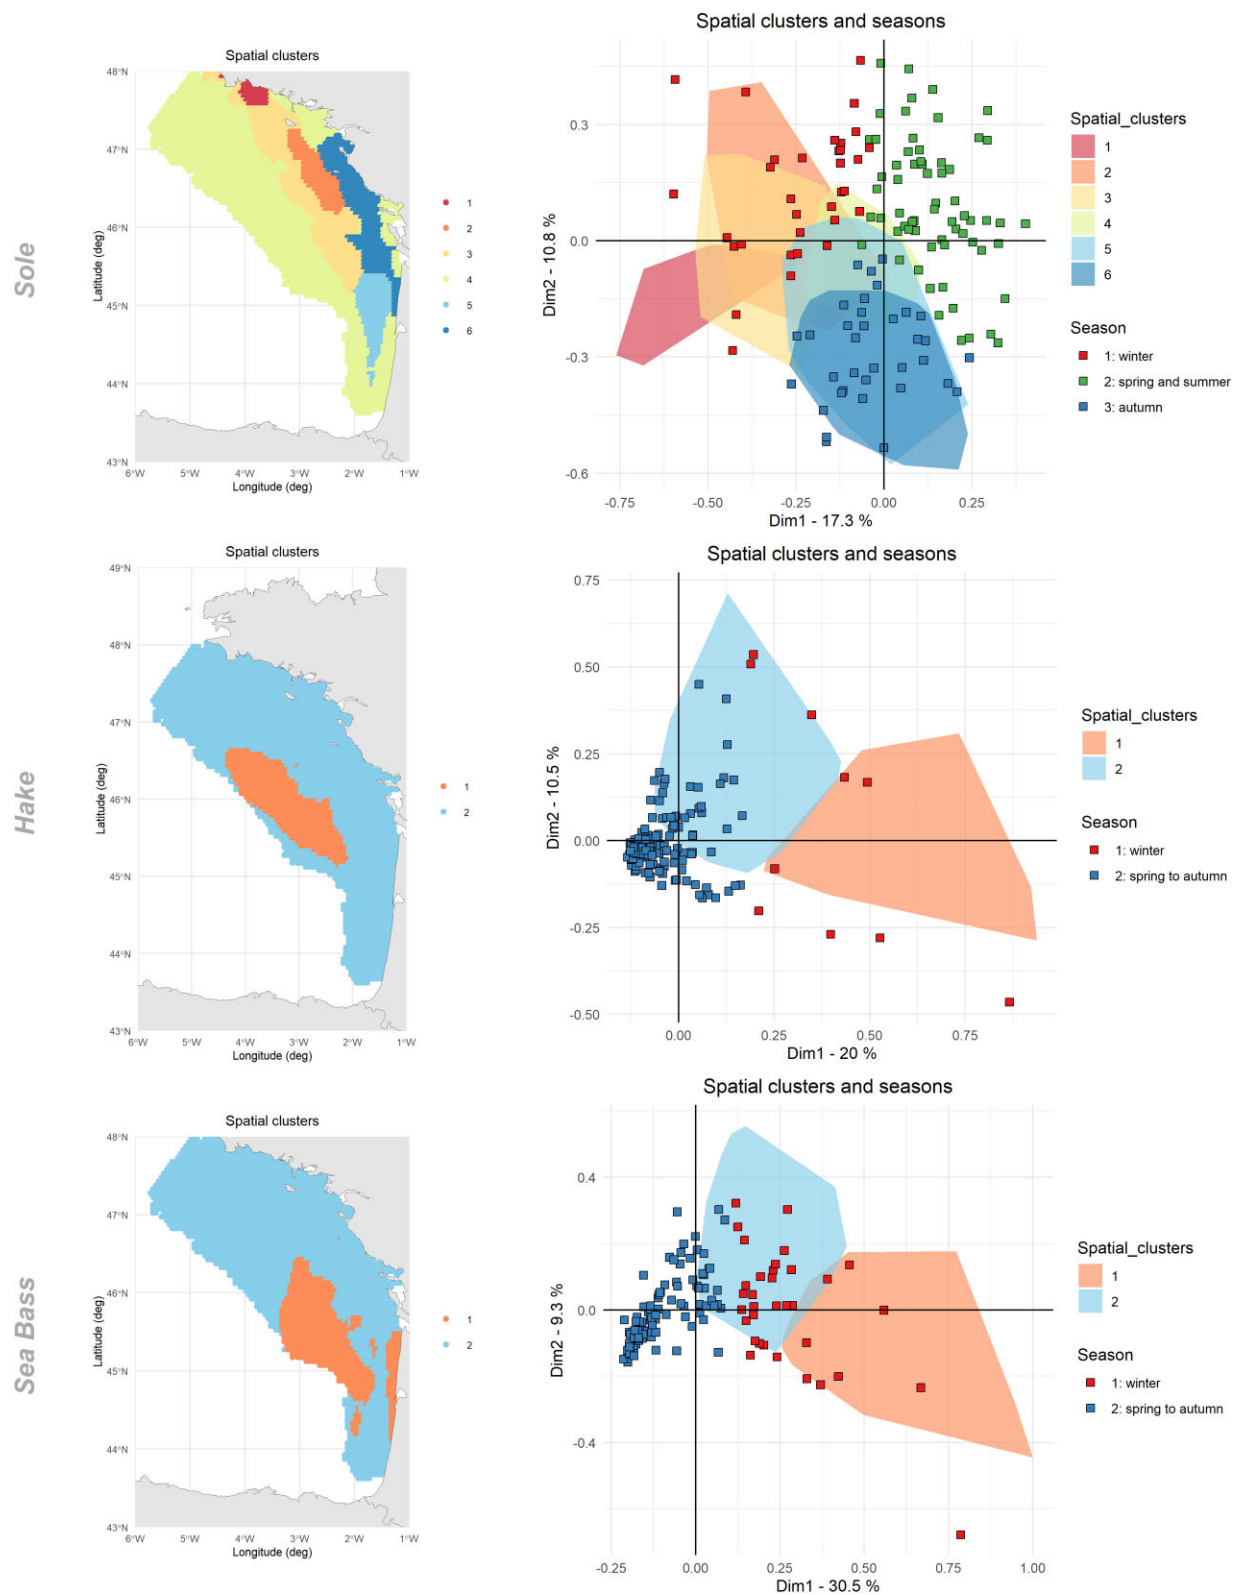 Sole
Spatial clusters
48°N
47°N
46°N
45°N
44°N
43°N
Latitude (deg)
6°W 5°W 4°W 3°W 2°W 1°W
Longitude (deg)
1
2
3
4
5
6
Spatial clusters and seasons
0.3
0.0
-0.3
-0.6
Dim2 - 10.8 %
-0.75 -0.50 -0.25 0.00 0.25
Dim1 - 17.3 %
Spatial_clusters
1
2
3
4
5
6
Season
1: winter
2: spring and summer
3: autumn
Hake
Spatial clusters
49°N
48°N
47°N
46°N
45°N
44°N
43°N
Latitude (deg)
6°W 5°W 4°W 3°W 2°W 1°W
Longitude (deg)
1
2
Spatial clusters and seasons
0.75
0.50
0.25
0.00
-0.25
-0.50
Dim2 - 10.5 %
0.00 0.25 0.50 0.75
Dim1 - 20 %
Spatial_clusters
1
2
Season
1: winter
2: spring to autumn
Sea Bass
Spatial clusters
48°N
47°N
46°N
45°N
44°N
43°N
Latitude (deg)
6°W 5°W 4°W 3°W 2°W 1°W
Longitude (deg)
1
2
Spatial clusters and seasons
0.4
0.0
-0.4
Dim2 - 9.3 %
-0.25 0.00 0.25 0.50 0.75 1.00
Dim1 - 30.5 %
Spatial_clusters
1
2
Season
1: winter
2: spring to autumn